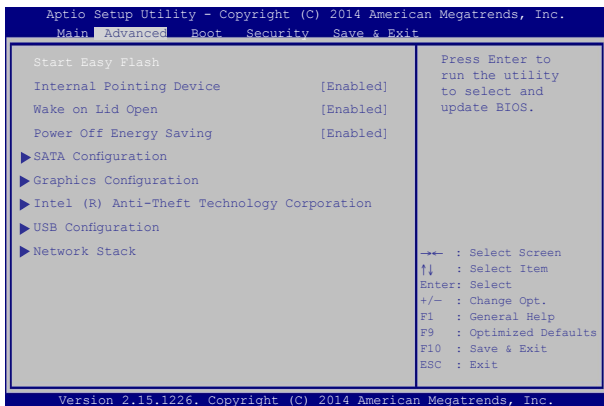 Aptio Setup Utility - Copyright (C) 2014 American Megatrends, Inc.
Main Advanced Boot Security Save & Exit
Start Easy Flash
Internal Pointing Device [Enabled]
Wake on Lid Open [Enabled]
Power Off Energy Saving [Enabled]
SATA Configuration
Graphics Configuration
Intel (R) Anti-Theft Technology Corporation
USB Configuration
Network Stack
Press Enter to
run the utility
to select and
update BIOS.
→← : Select Screen
↑↓ : Select Item
Enter: Select
+/— : Change Opt.
F1 : General Help
F9 : Optimized Defaults
F10 : Save & Exit
ESC : Exit
Version 2.15.1226. Copyright (C) 2014 American Megatrends, Inc.